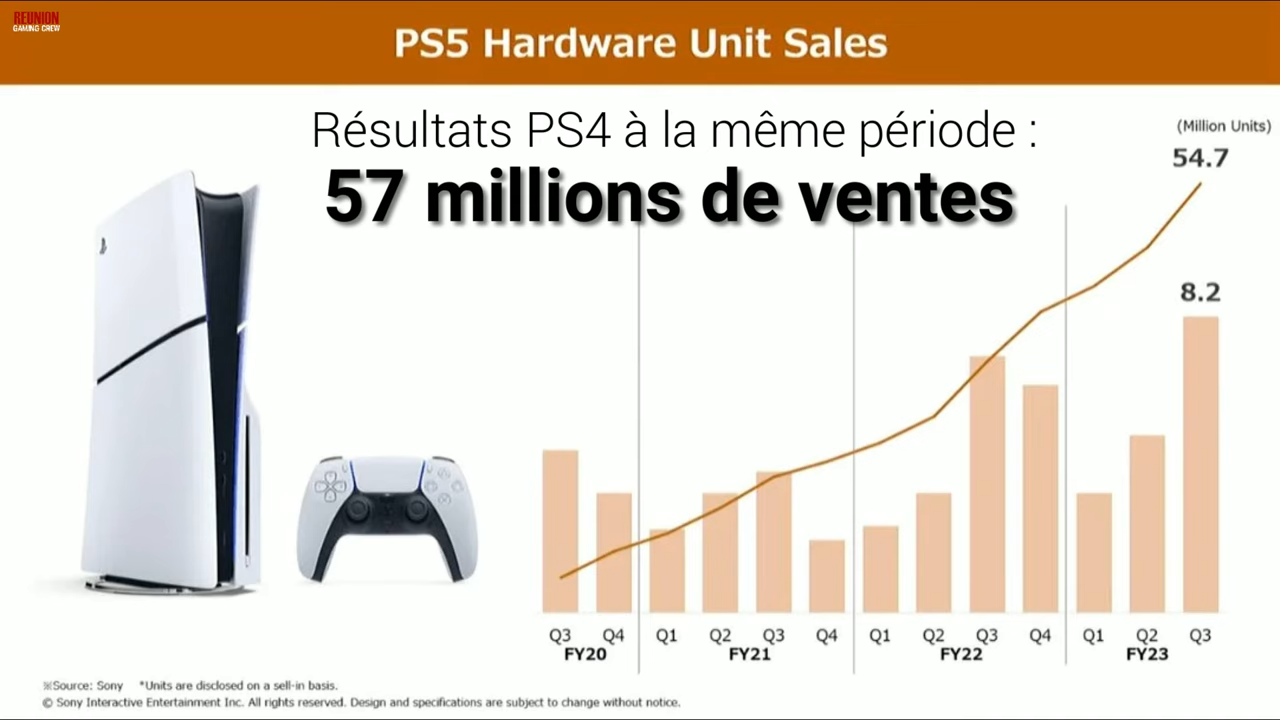 REUNION
GAMING CREW
PS5 Hardware Unit Sales
Résultats PS4 à la même période :
57 millions de ventes
(Million Units)
54.7
8.2
Q3 Q4 Q1 Q2 Q3 Q4 Q1 Q2 Q3 Q4 Q1 Q2 Q3
FY20 FY21 FY22 FY23
※Source: Sony *Units are disclosed on a sell-in basis.
© Sony Interactive Entertainment Inc. All rights reserved. Design and specifications are subject to change without notice.